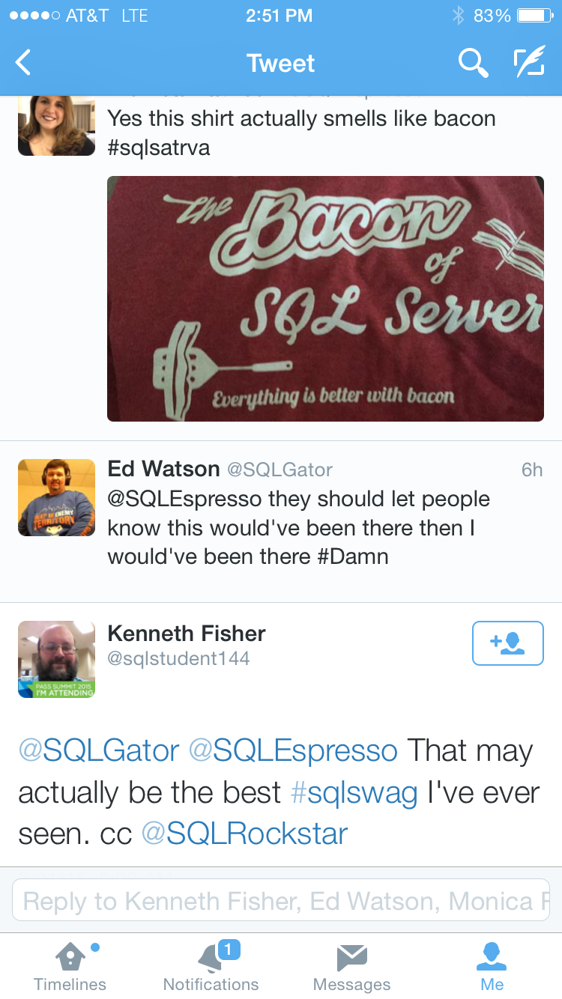 AT&T LTE 2:51 PM 83%
Tweet
Yes this shirt actually smells like bacon
#sqlsatrva
The Bacon
of
SQL Server
Everything is better with bacon
Ed Watson @SQLGator 6h
@SQLEspresso they should let people
know this would've been there then I
would've been there #Damn
ENEMY
TERRITORY
Kenneth Fisher
@sqlstudent144
PASS SUMMIT 2015
I'M ATTENDING
@SQLGator @SQLEspresso That may
actually be the best #sqlswag I've ever
seen. cc @SQLRockstar
Reply to Kenneth Fisher, Ed Watson, Monica
1
Timelines Notifications Messages Me